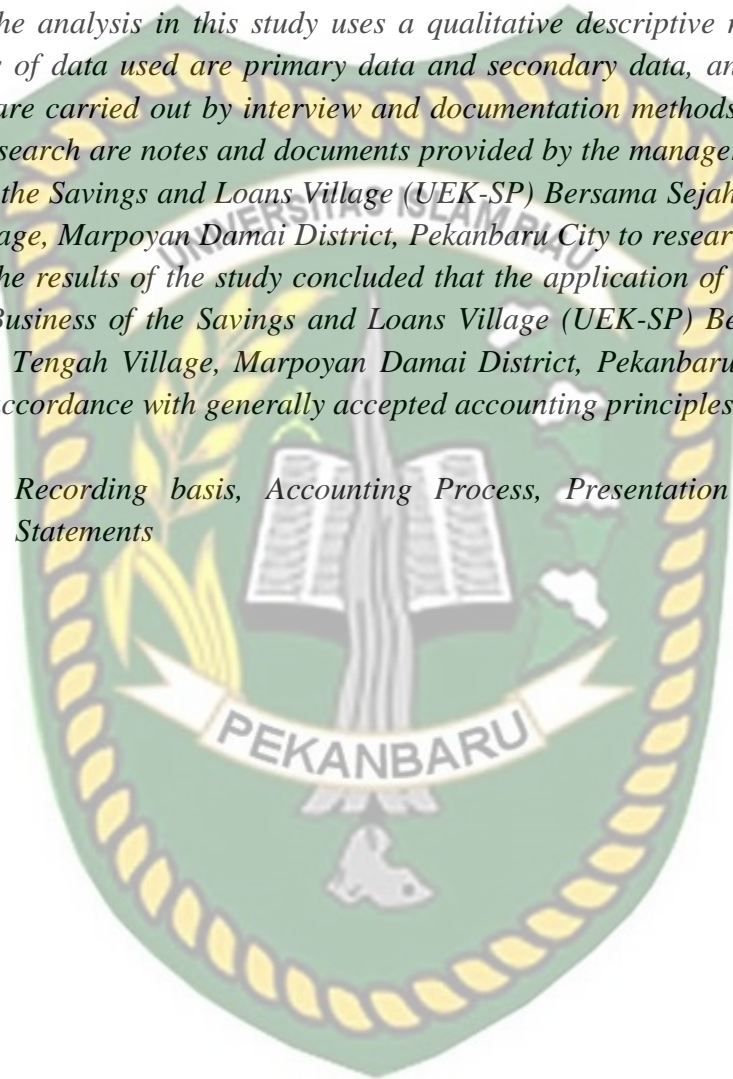 he analysis in this study uses a qualitative descriptive
of data used are primary data and secondary data, an
are carried out by interview and documentation methods
search are notes and documents provided by the manager
the Savings and Loans Village (UEK-SP) Bersama Sejah
UNIVERSITAS ISLAM RIAU
age, Marpoyan Damai District, Pekanbaru City to resear
he results of the study concluded that the application of
Business of the Savings and Loans Village (UEK-SP) Be
Tengah Village, Marpoyan Damai District, Pekanbaru
ccordance with generally accepted accounting principles
Recording basis, Accounting Process, Presentation
Statements
PEKANBARU